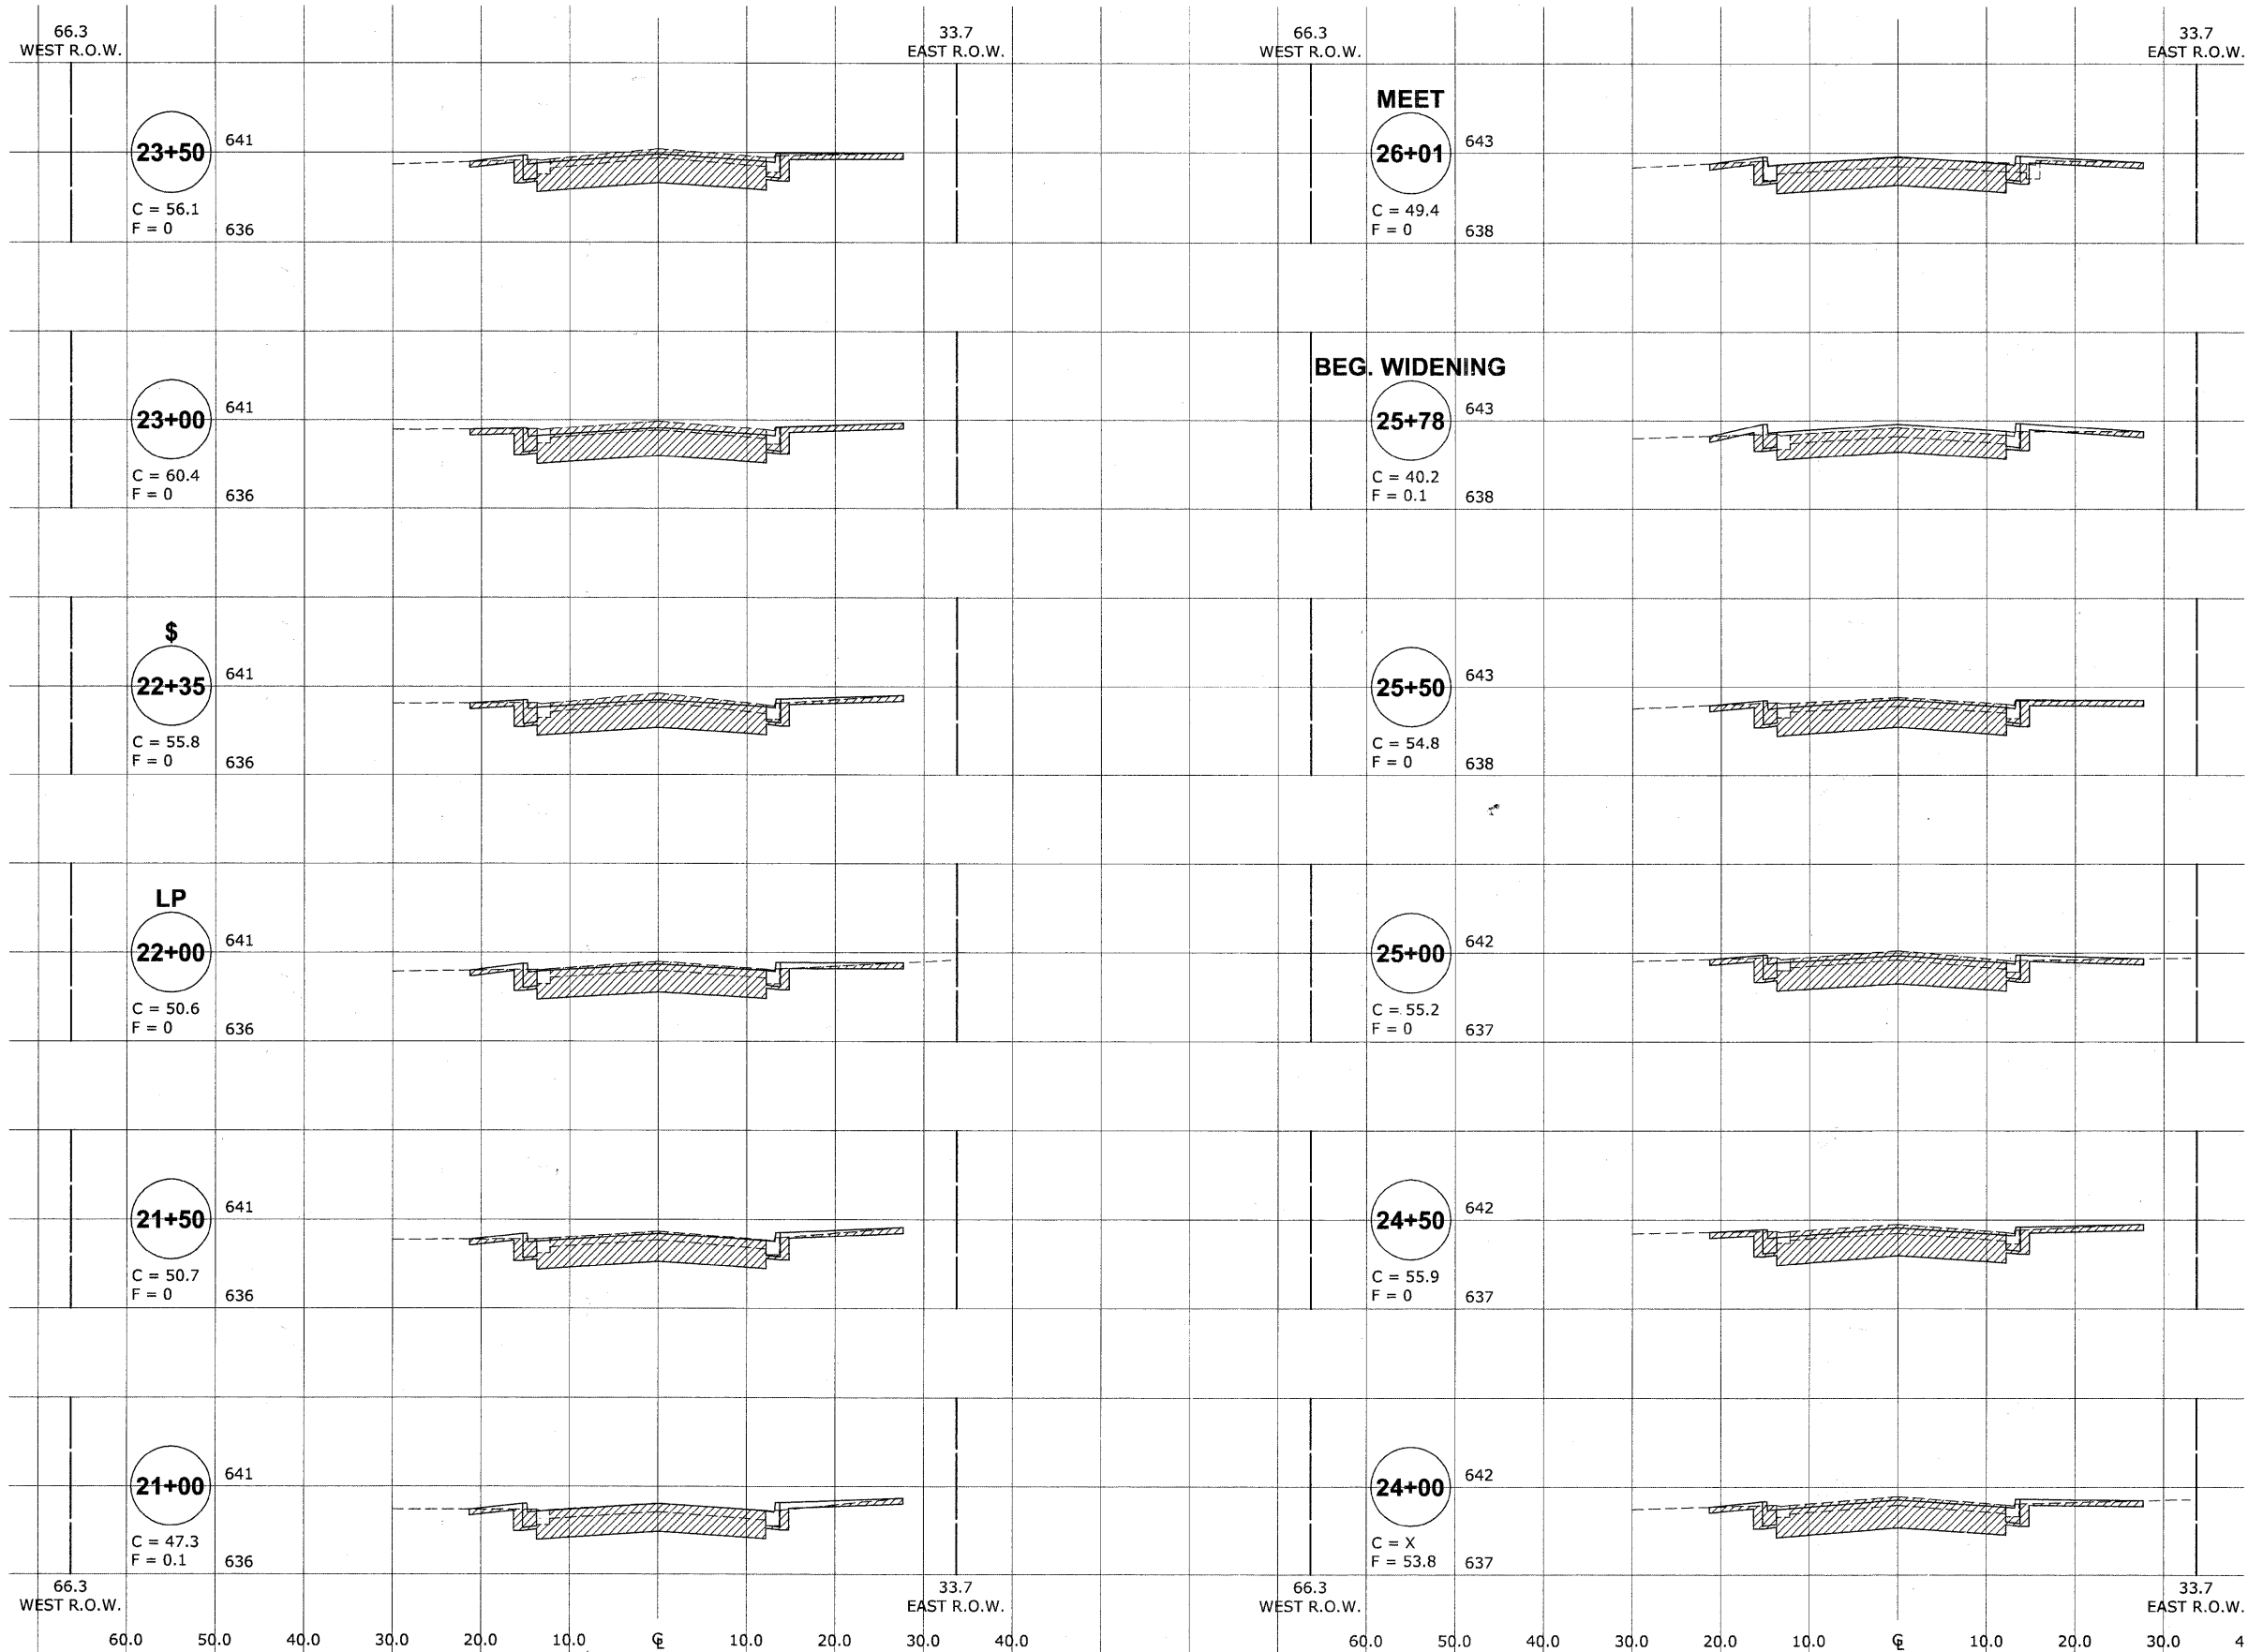 66.3
WEST R.O.W.
33.7
EAST R.O.W.
66.3
WEST R.O.W.
33.7
EAST R.O.W.
23+50
641
C = 56.1
F = 0
636
MEET
26+01
643
C = 49.4
F = 0
638
23+00
641
C = 60.4
F = 0
636
BEG. WIDENING
25+78
643
C = 40.2
F = 0.1
638
$
22+35
641
C = 55.8
F = 0
636
25+50
643
C = 54.8
F = 0
638
LP
22+00
641
C = 50.6
F = 0
636
25+00
642
C = 55.2
F = 0
637
21+50
641
C = 50.7
F = 0
636
24+50
642
C = 55.9
F = 0
637
21+00
641
C = 47.3
F = 0.1
636
24+00
642
C = X
F = 53.8
637
66.3
WEST R.O.W.
33.7
EAST R.O.W.
66.3
WEST R.O.W.
33.7
EAST R.O.W.
60.0 50.0 40.0 30.0 20.0 10.0 ℄ 10.0 20.0 30.0 40.0 60.0 50.0 40.0 30.0 20.0 10.0 ℄ 10.0 20.0 30.0 4